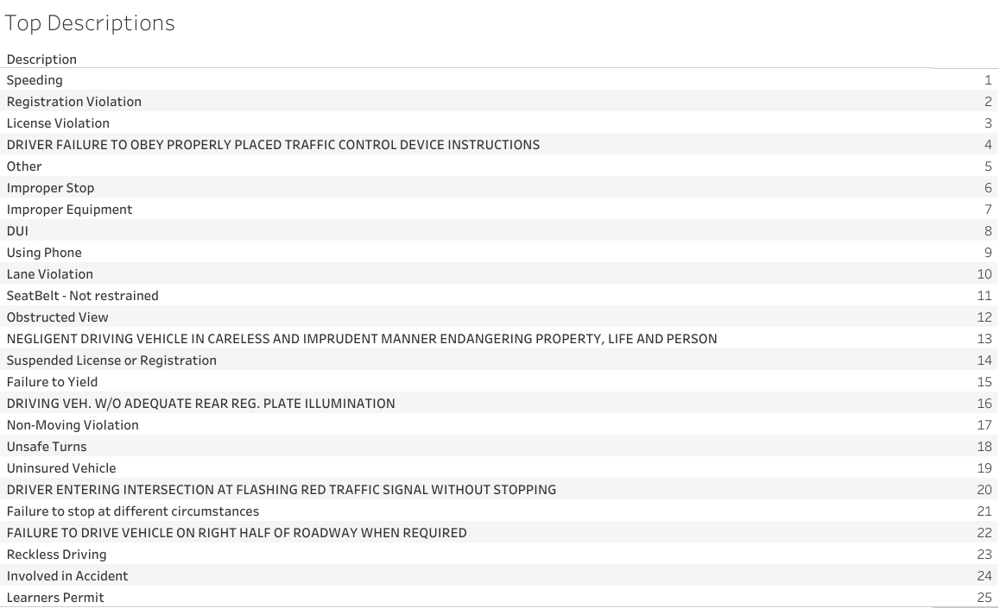 Top Descriptions
Description
Speeding 1
Registration Violation 2
License Violation 3
DRIVER FAILURE TO OBEY PROPERLY PLACED TRAFFIC CONTROL DEVICE INSTRUCTIONS 4
Other 5
Improper Stop 6
Improper Equipment 7
DUI 8
Using Phone 9
Lane Violation 10
SeatBelt - Not restrained 11
Obstructed View 12
NEGLIGENT DRIVING VEHICLE IN CARELESS AND IMPRUDENT MANNER ENDANGERING PROPERTY, LIFE AND PERSON 13
Suspended License or Registration 14
Failure to Yield 15
DRIVING VEH. W/O ADEQUATE REAR REG. PLATE ILLUMINATION 16
Non-Moving Violation 17
Unsafe Turns 18
Uninsured Vehicle 19
DRIVER ENTERING INTERSECTION AT FLASHING RED TRAFFIC SIGNAL WITHOUT STOPPING 20
Failure to stop at different circumstances 21
FAILURE TO DRIVE VEHICLE ON RIGHT HALF OF ROADWAY WHEN REQUIRED 22
Reckless Driving 23
Involved in Accident 24
Learners Permit 25